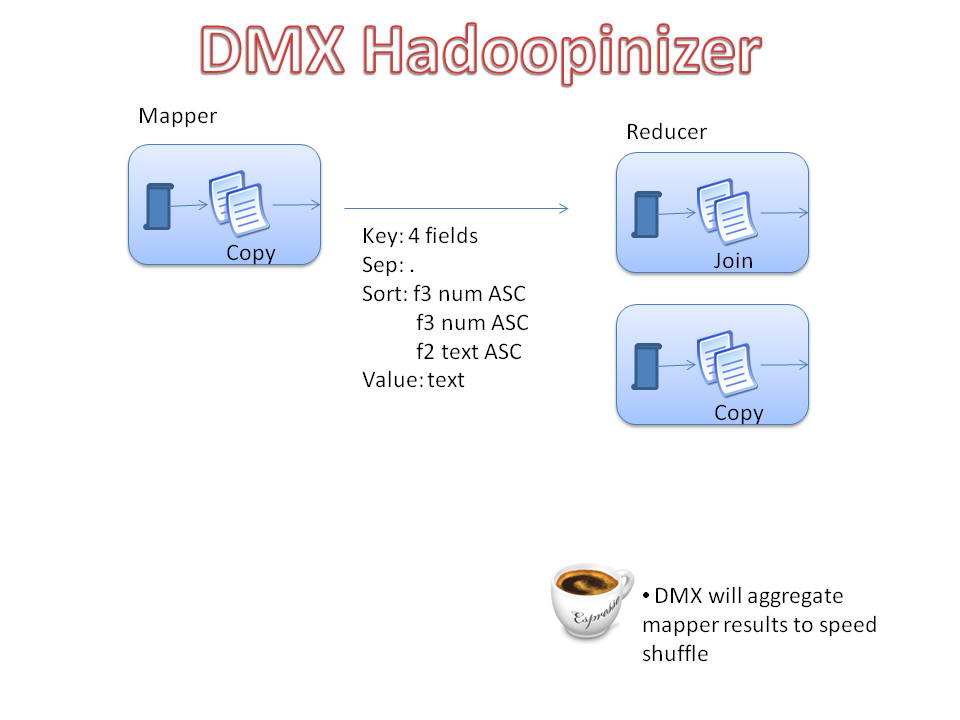 DMX Hadoopinizer
Mapper
Reducer
Copy
Key: 4 fields
Sep: .
Sort: f3 num ASC
f3 num ASC
f2 text ASC
Value: text
Join
Copy
Espresso
• DMX will aggregate
mapper results to speed
shuffle